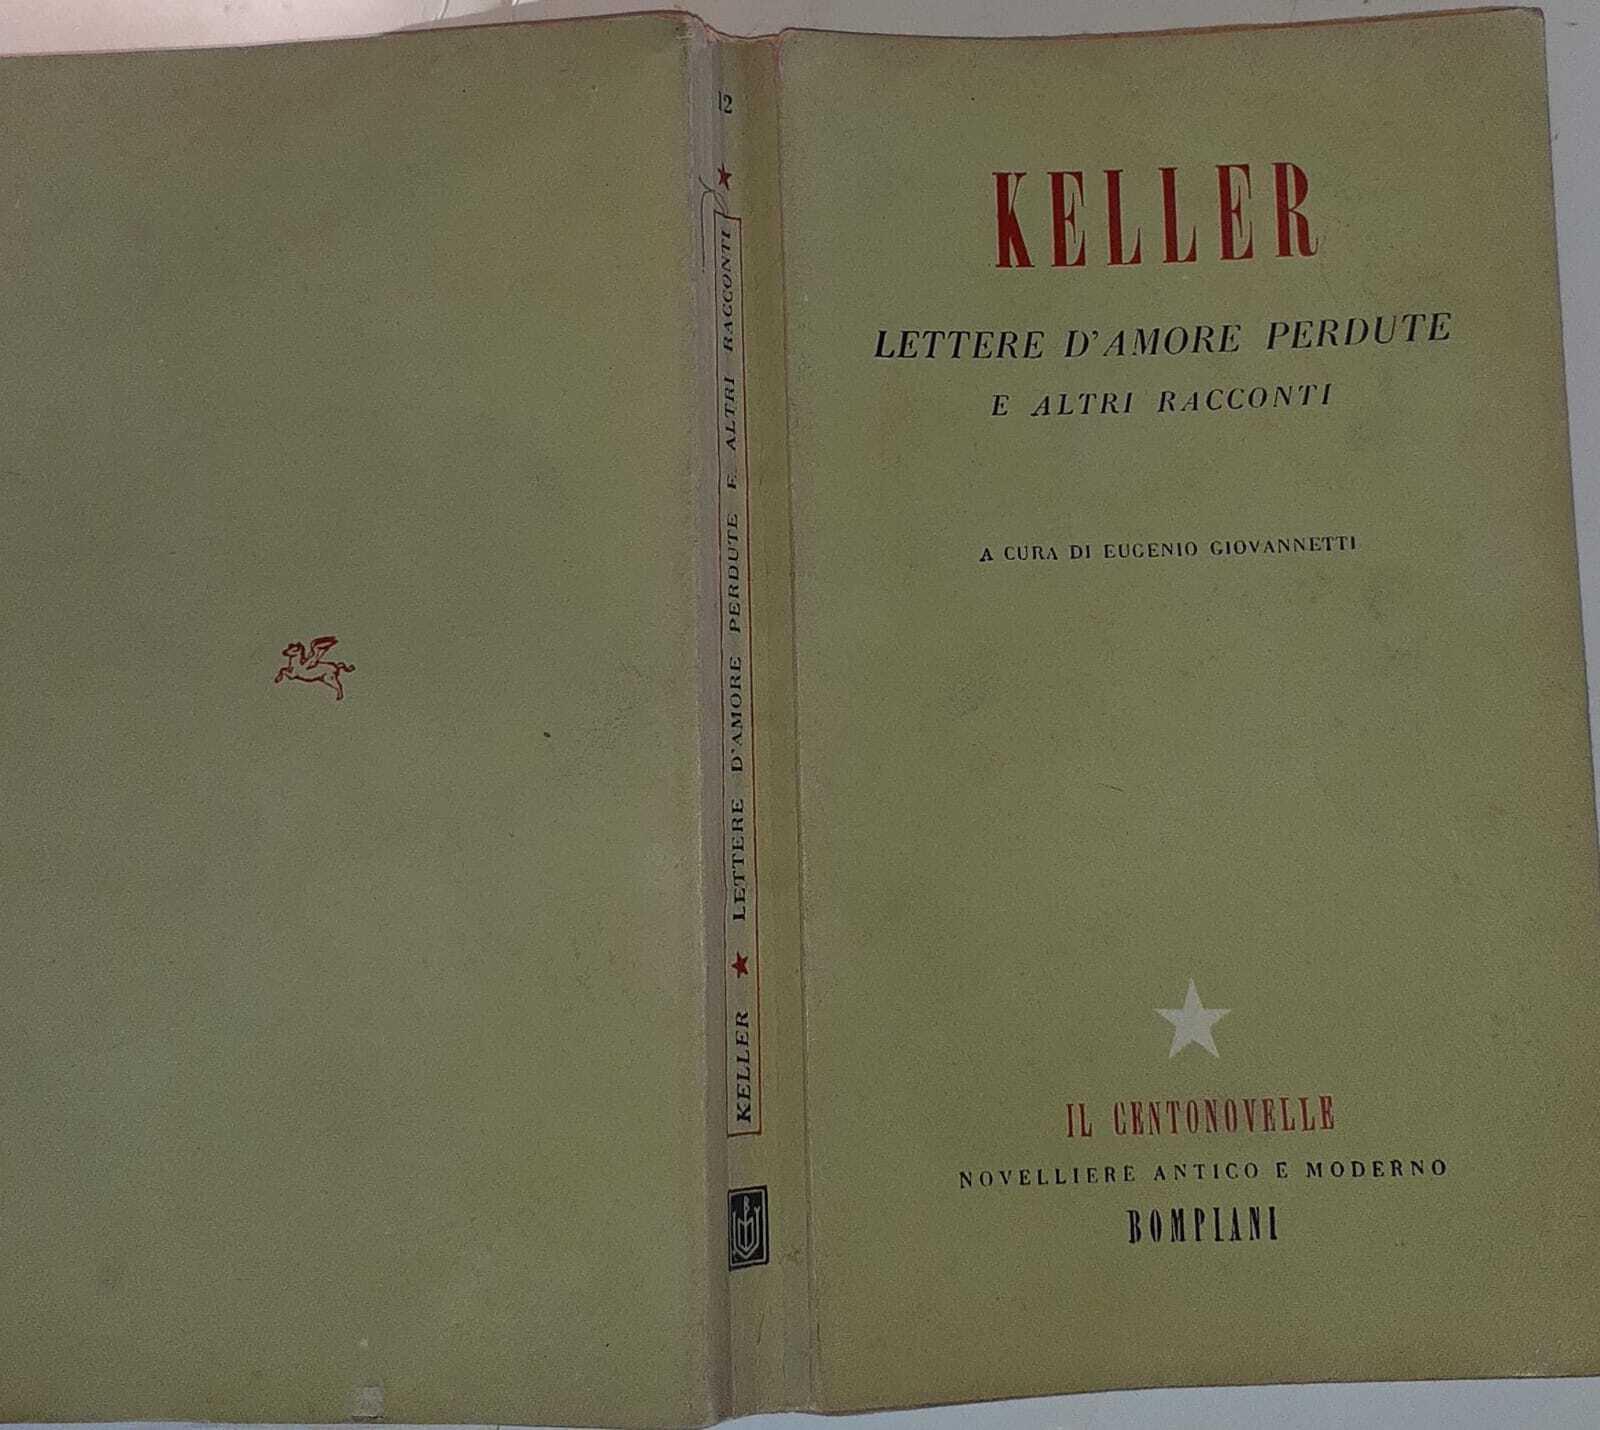 12
KELLER ★ LETTERE D'AMORE PERDUTE E ALTRI RACCONTI ★
KELLER
LETTERE D'AMORE PERDUTE
E ALTRI RACCONTI
A CURA DI EUGENIO GIOVANNETTI
IL CENTONOVELLE
NOVELLIERE ANTICO E MODERNO
BOMPIANI